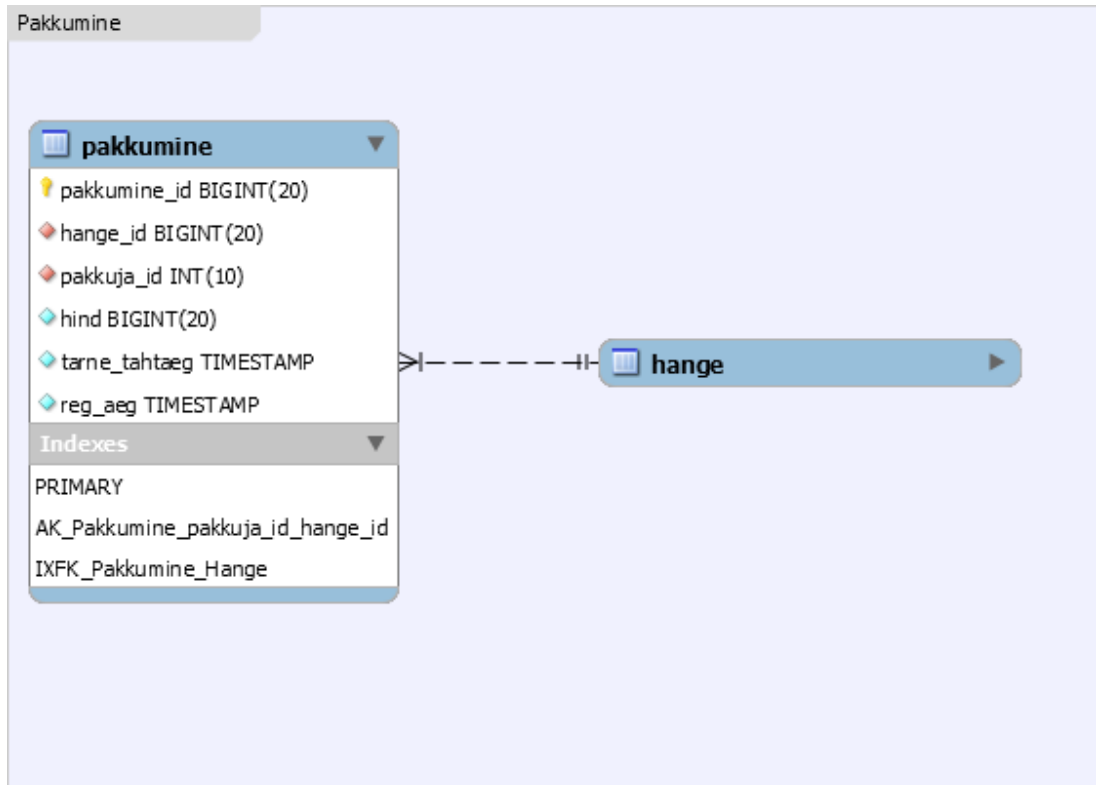 Pakkumine
pakkumine
pakkumine_id BIGINT(20)
hange_id BIGINT(20)
pakkuja_id INT(10)
hind BIGINT(20)
tarne_tahtaeg TIMESTAMP
reg_aeg TIMESTAMP
Indexes
PRIMARY
AK_Pakkumine_pakkuja_id_hange_id
IXFK_Pakkumine_Hange
hange